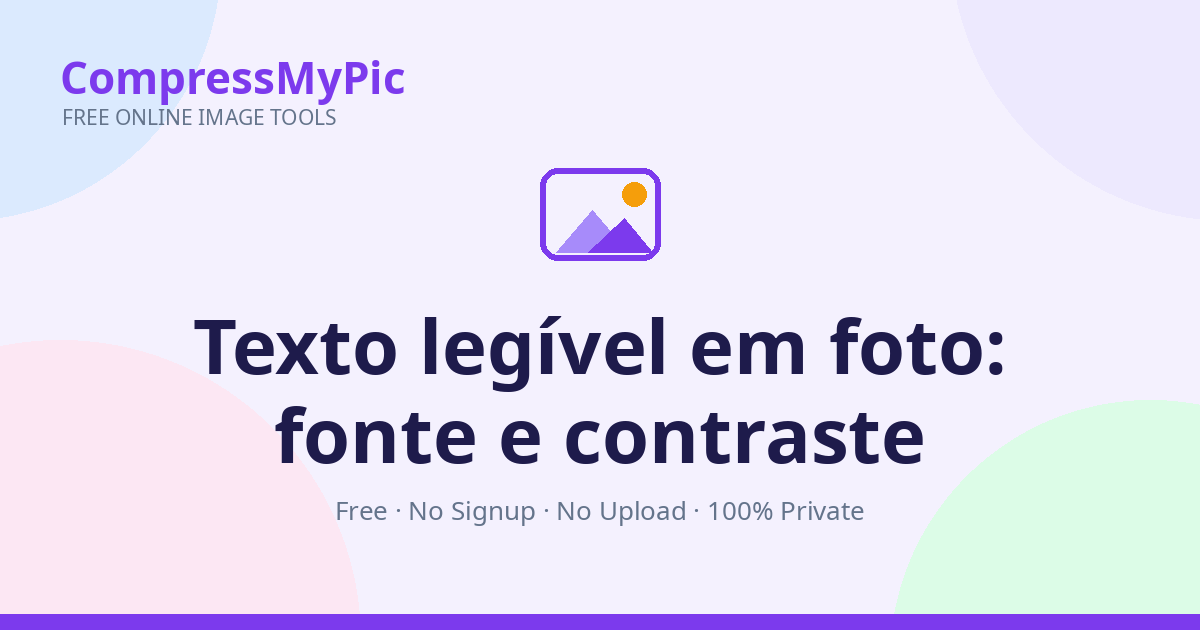 CompressMyPic
FREE ONLINE IMAGE TOOLS
Texto legível em foto:
fonte e contraste
Free · No Signup · No Upload · 100% Private